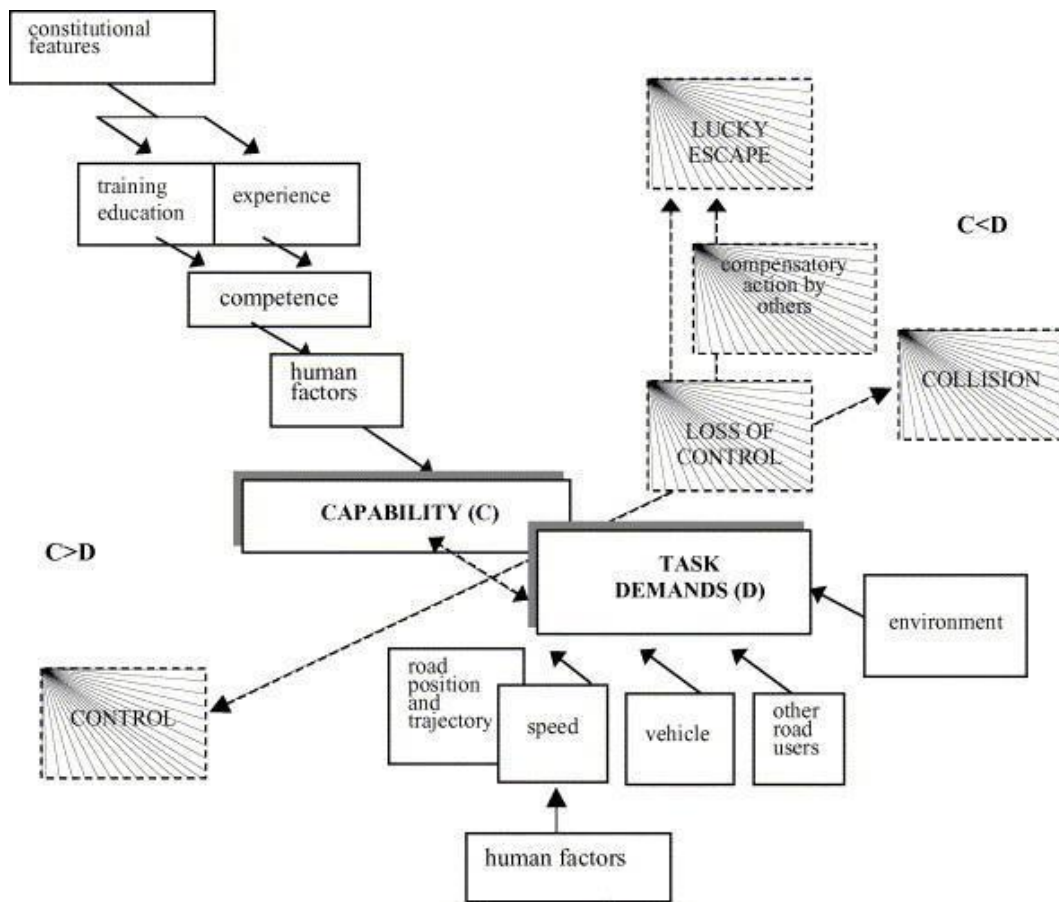 constitutional
features
LUCKY
ESCAPE
training
education
experience
C<D
compensatory
action by
others
competence
human
factors
COLLISION
LOSS OF
CONTROL
CAPABILITY (C)
C>D
TASK
DEMANDS (D)
environment
road
position
and
trajectory
speed
vehicle
other
road
users
CONTROL
human factors